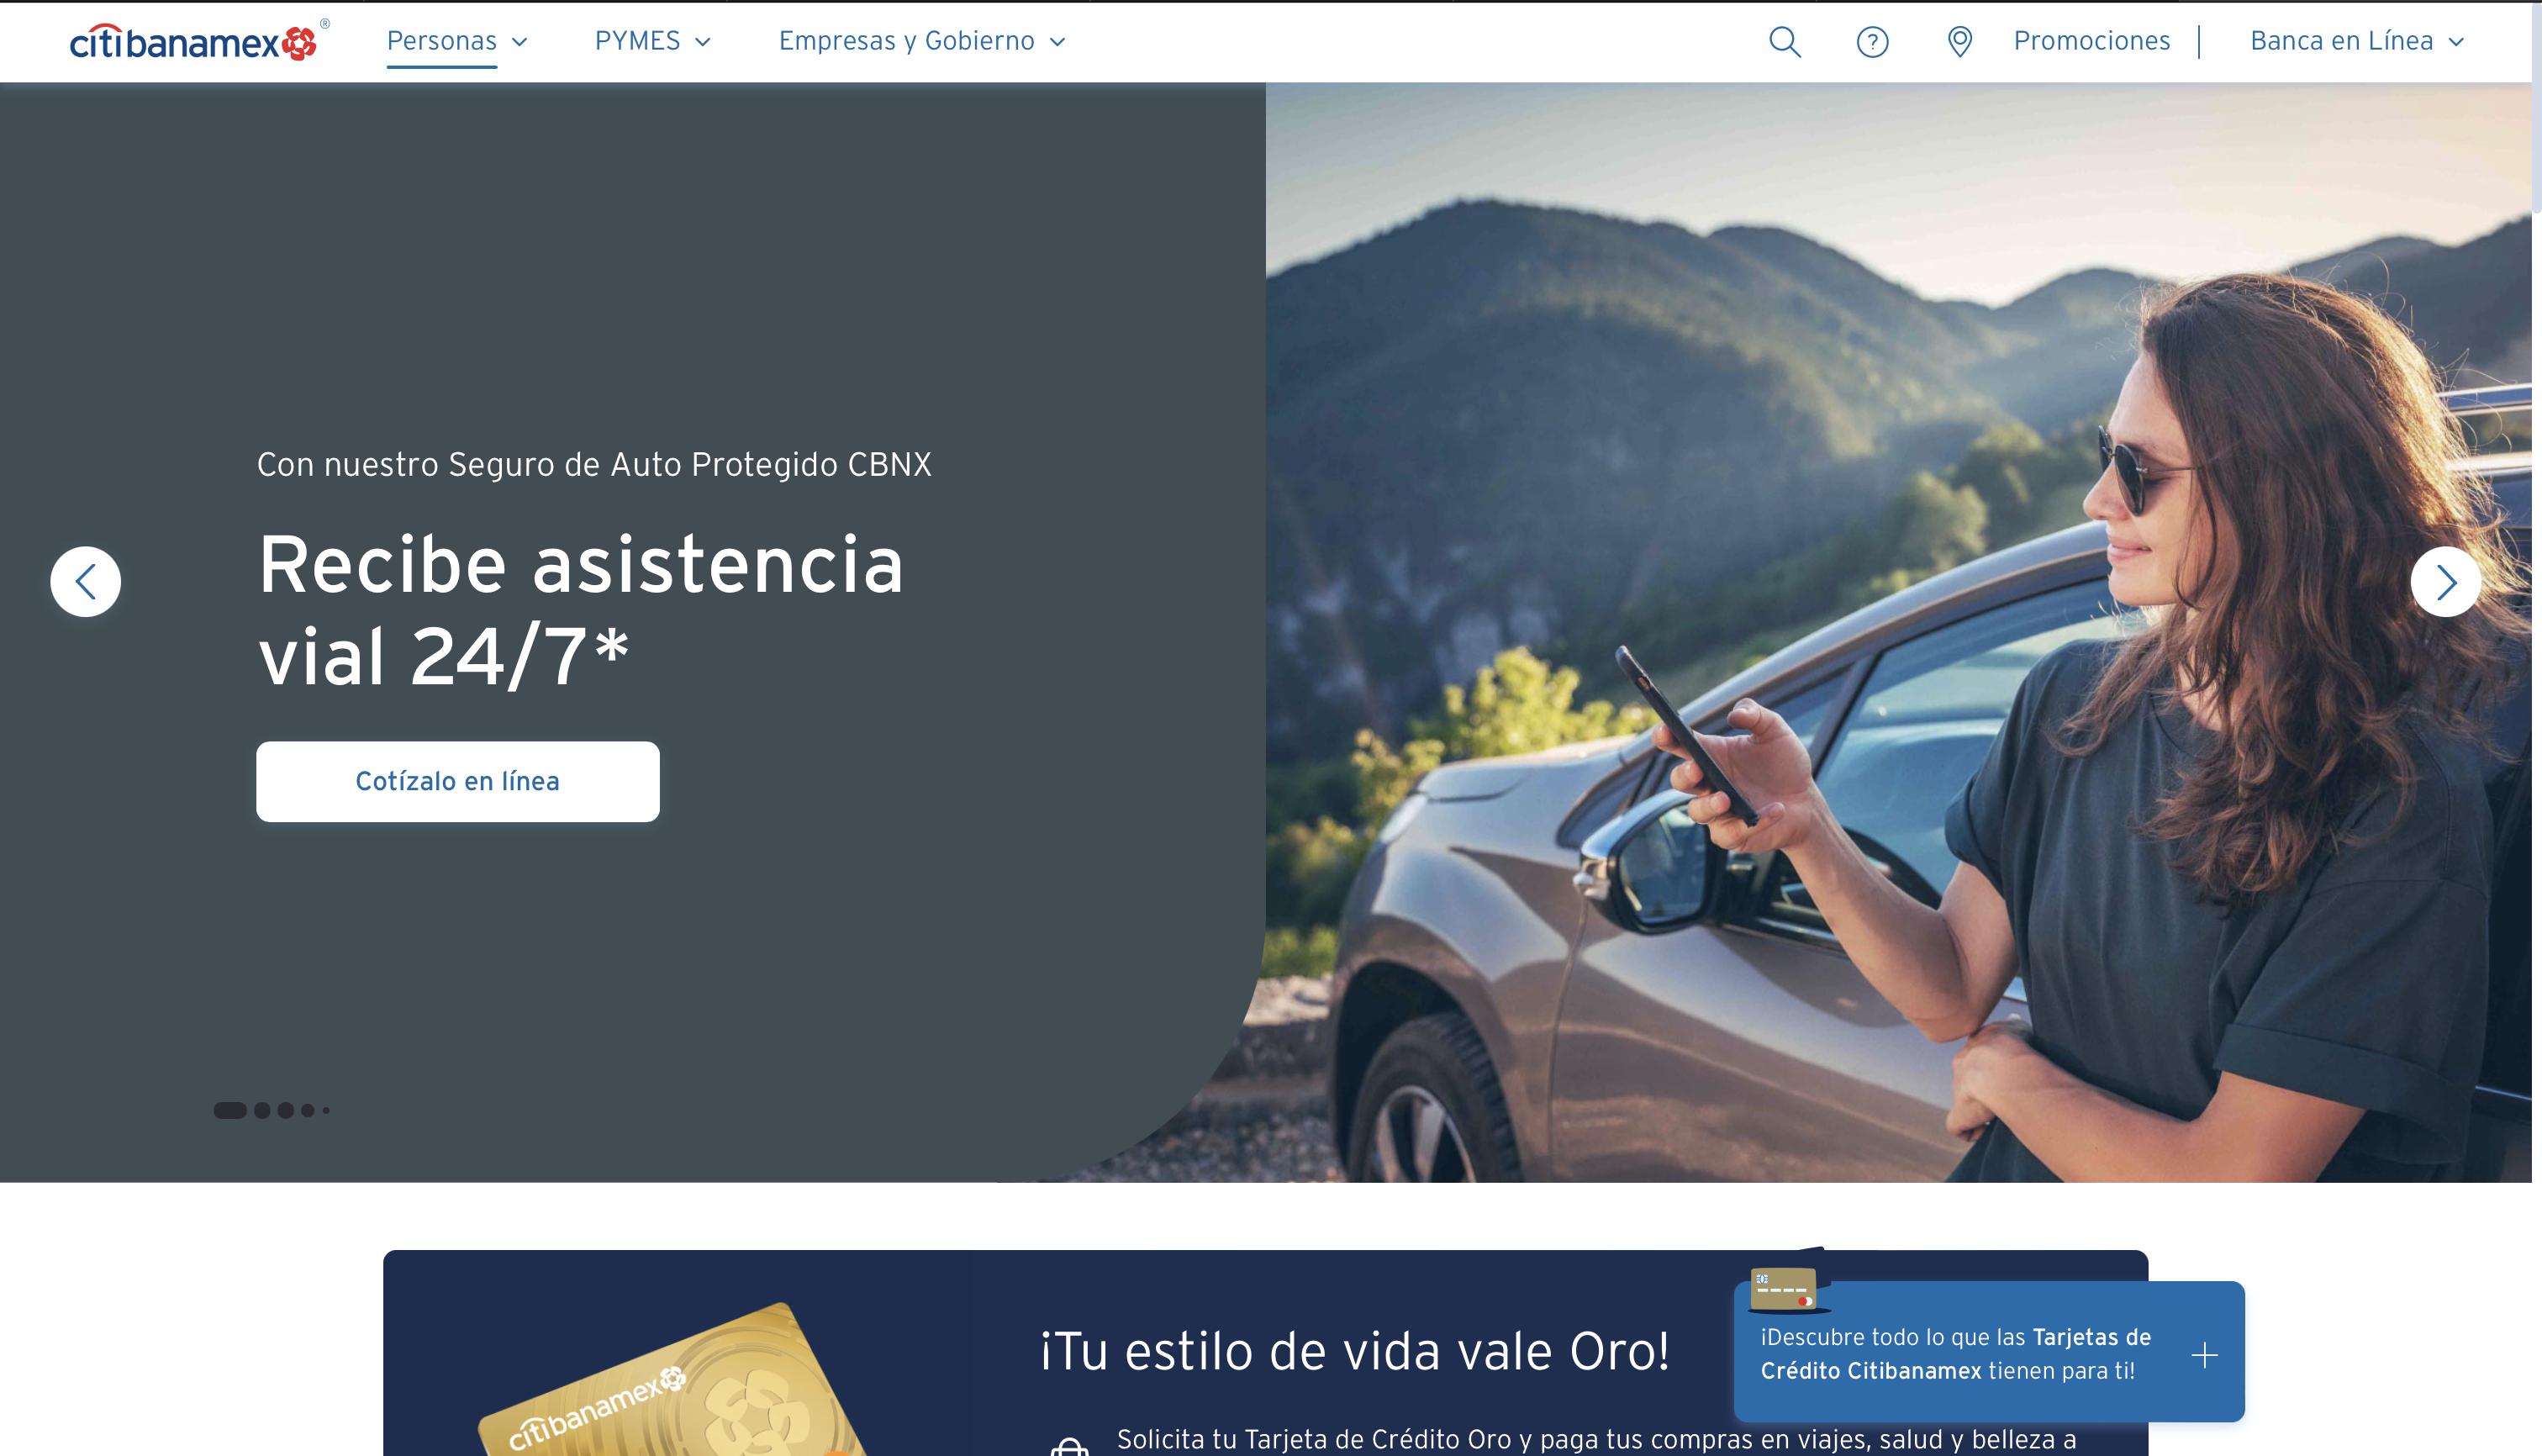 citibanamex®
Personas
PYMES
Empresas y Gobierno
Promociones
Banca en Línea
Con nuestro Seguro de Auto Protegido CBNX
Recibe asistencia
vial 24/7*
Cotízalo en línea
citibanamex
¡Tu estilo de vida vale Oro!
Solicita tu Tarjeta de Crédito Oro y paga tus compras en viajes, salud y belleza a
¡Descubre todo lo que las Tarjetas de
Crédito Citibanamex tienen para ti!